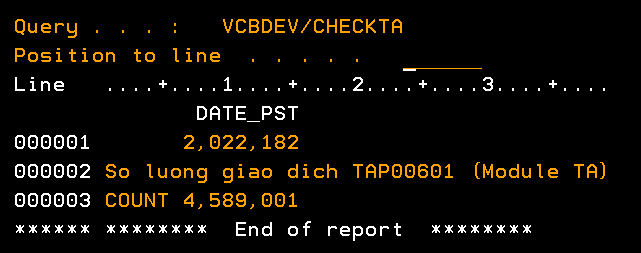 Query . . . :   VCBDEV/CHECKTA
Position to line  . . . . .
Line   ....+....1....+....2....+....3....+....
DATE_PST
000001       2,022,182
000002 So luong giao dich TAP00601 (Module TA)
000003 COUNT 4,589,001
****** ********  End of report  ********